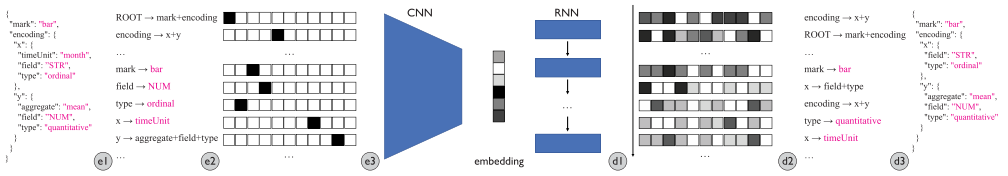 {
"mark": "bar",
"encoding": {
"x": {
"timeUnit": "month",
"field": "STR",
"type": "ordinal"
},
"y": {
"aggregate": "mean",
"field": "NUM",
"type": "quantitative"
}
}
}
e1
ROOT → mark+encoding
encoding → x+y
...
mark → bar
field → NUM
type → ordinal
x → timeUnit
y → aggregate+field+type
...
e2
...
e3
CNN
embedding
RNN
...
d1
...
d2
encoding → x+y
ROOT → mark+encoding
...
mark → bar
x → field+type
encoding → x+y
type → quantitative
x → timeUnit
...
d3
{
"mark": "bar",
"encoding": {
"x": {
"field": "STR",
"type": "ordinal"
},
"y": {
"aggregate": "mean",
"field": "NUM",
"type": "quantitative"
}
}
}